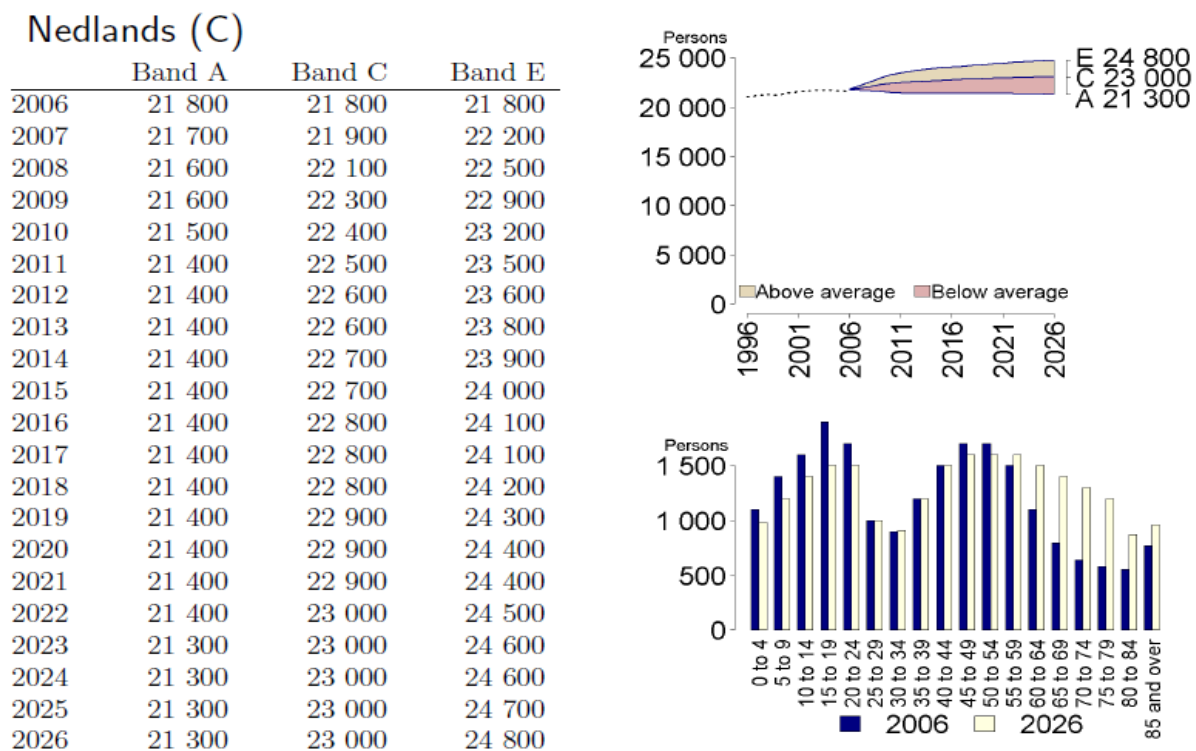 Nedlands (C)
Band A Band C Band E
2006 21 800 21 800 21 800
2007 21 700 21 900 22 200
2008 21 600 22 100 22 500
2009 21 600 22 300 22 900
2010 21 500 22 400 23 200
2011 21 400 22 500 23 500
2012 21 400 22 600 23 600
2013 21 400 22 600 23 800
2014 21 400 22 700 23 900
2015 21 400 22 700 24 000
2016 21 400 22 800 24 100
2017 21 400 22 800 24 100
2018 21 400 22 800 24 200
2019 21 400 22 900 24 300
2020 21 400 22 900 24 400
2021 21 400 22 900 24 400
2022 21 400 23 000 24 500
2023 21 300 23 000 24 600
2024 21 300 23 000 24 600
2025 21 300 23 000 24 700
2026 21 300 23 000 24 800
Persons
25 000
20 000
15 000
10 000
5 000
0
E 24 800
C 23 000
A 21 300
Above average Below average
1996 2001 2006 2011 2016 2021 2026
Persons
1 500
1 000
500
0
0 to 4
5 to 9
10 to 14
15 to 19
20 to 24
25 to 29
30 to 34
35 to 39
40 to 44
45 to 49
50 to 54
55 to 59
60 to 64
65 to 69
70 to 74
75 to 79
80 to 84
85 and over
2006 2026